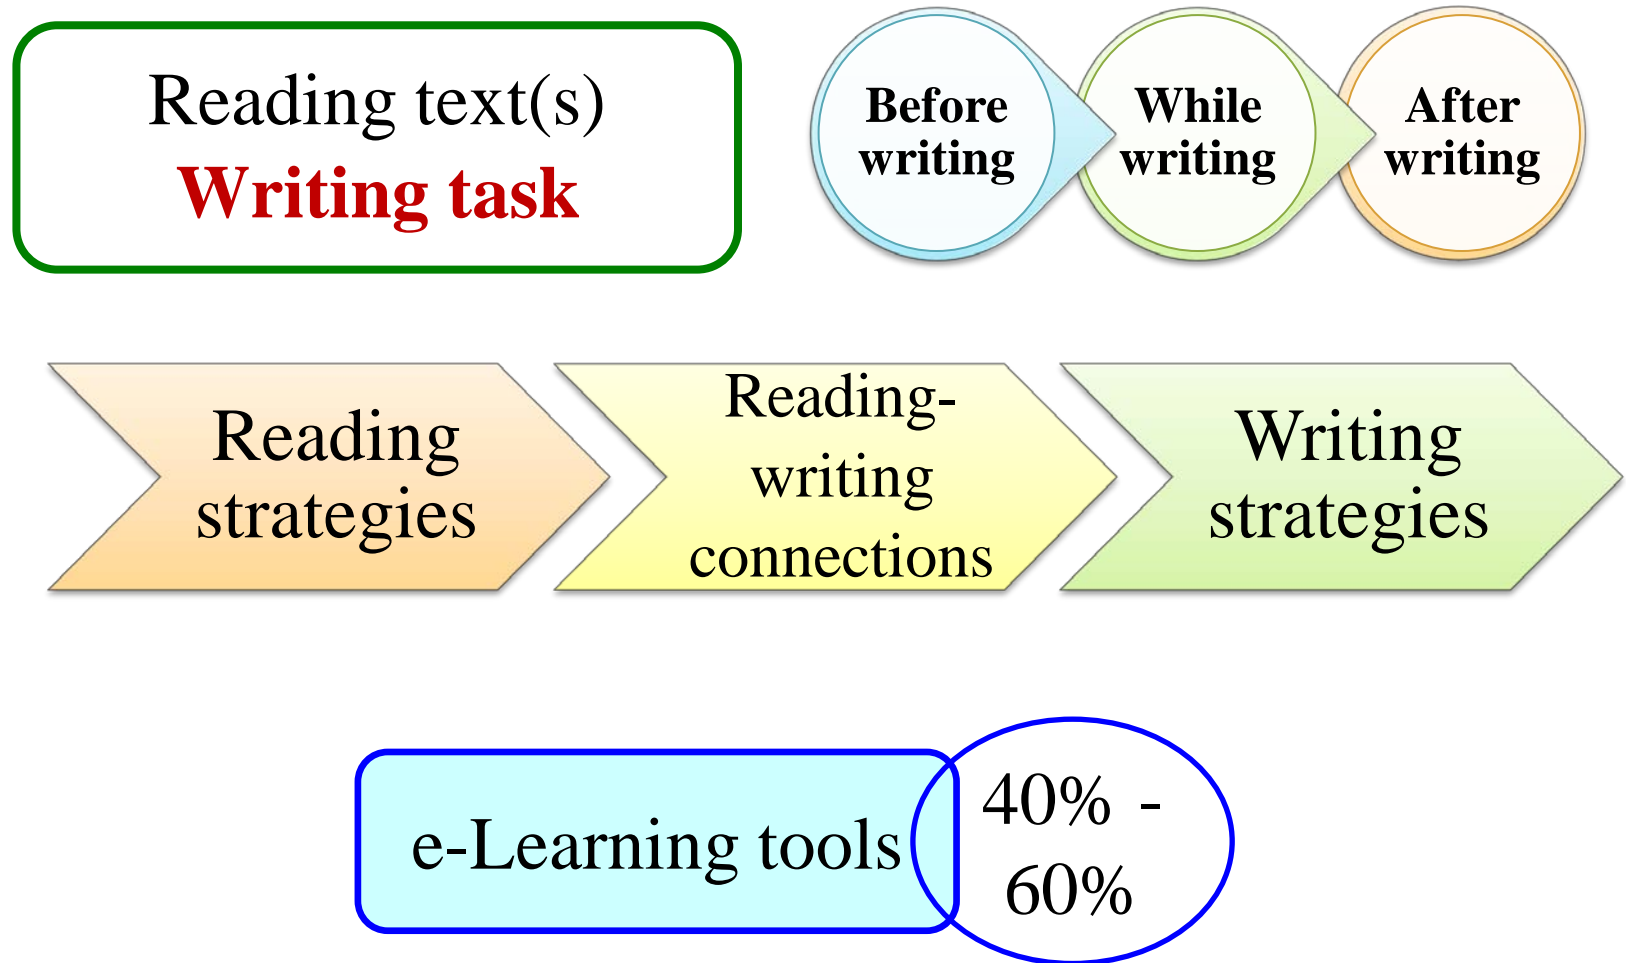 Reading text(s)
Writing task
Before
writing
While
writing
After
writing
Reading
strategies
Reading-
writing
connections
Writing
strategies
e-Learning tools
40% -
60%